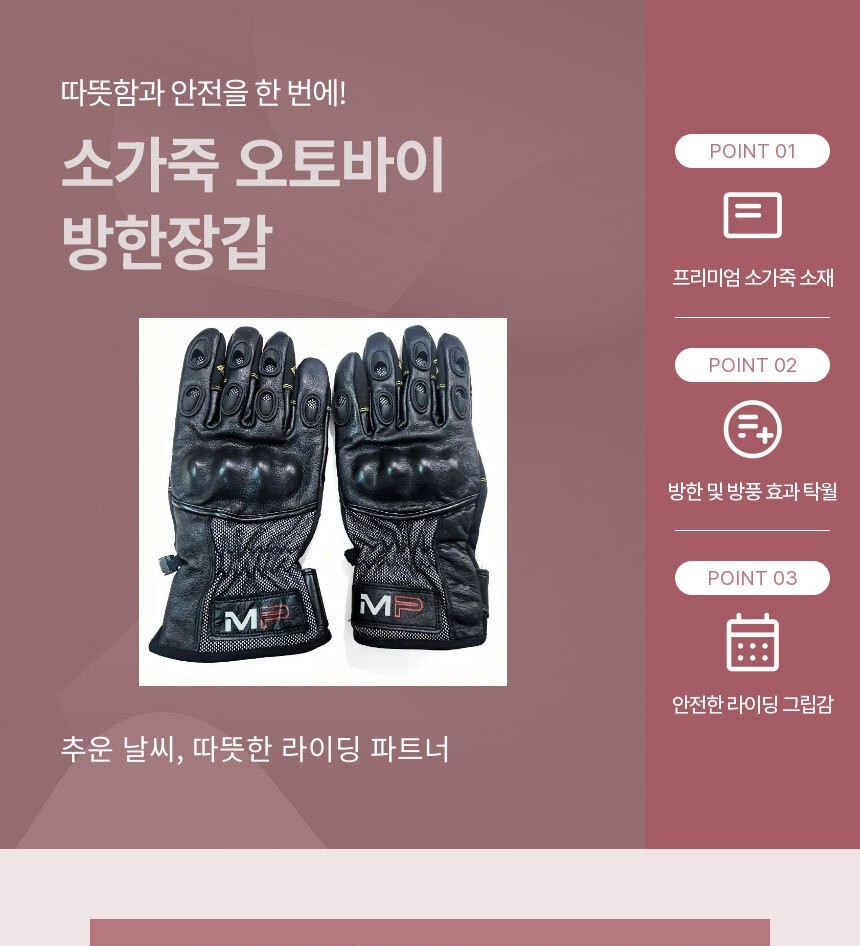 따뜻함과 안전을 한 번에!
소가죽 오토바이
방한장갑
MP
MP
추운 날씨, 따뜻한 라이딩 파트너
POINT 01
프리미엄 소가죽 소재
POINT 02
방한 및 방풍 효과 탁월
POINT 03
안전한 라이딩 그립감